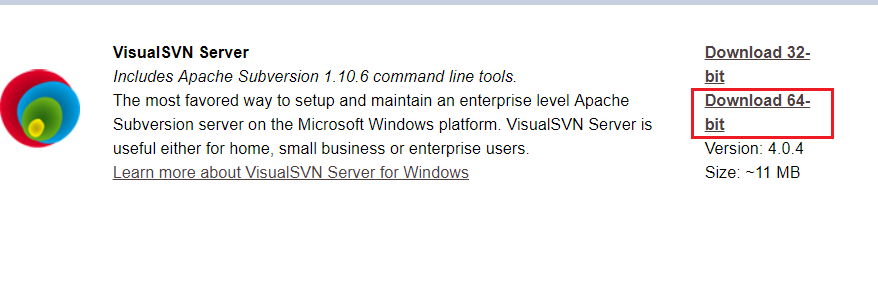 VisualSVN Server
Includes Apache Subversion 1.10.6 command line tools.
The most favored way to setup and maintain an enterprise level Apache
Subversion server on the Microsoft Windows platform. VisualSVN Server is
useful either for home, small business or enterprise users.
Learn more about VisualSVN Server for Windows
Download 32-
bit
Download 64-
bit
Version: 4.0.4
Size: ~11 MB